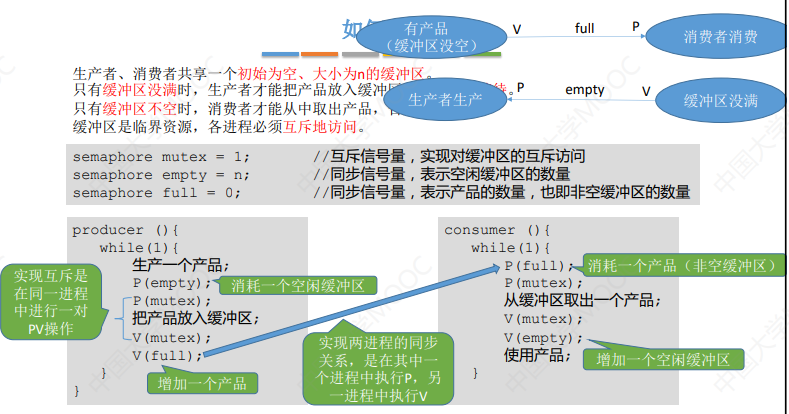 如
有产品
（缓冲区没空）
V
full
P
消费者消费
生产者、消费者共享一个初始为空、大小为n的缓冲区。
只有缓冲区没满时，生产者才能把产品放入缓冲区
待。
生产者生产
P
empty
V
缓冲区没满
只有缓冲区不空时，消费者才能从中取出产品，
缓冲区是临界资源，各进程必须互斥地访问。
semaphore mutex = 1; //互斥信号量，实现对缓冲区的互斥访问
semaphore empty = n; //同步信号量，表示空闲缓冲区的数量
semaphore full = 0; //同步信号量，表示产品的数量，也即非空缓冲区的数量
producer (){
while(1){
生产一个产品;
P(empty);
消耗一个空闲缓冲区
P(mutex);
把产品放入缓冲区;
V(mutex);
V(full);
增加一个产品
}
}
实现互斥是
在同一进程
中进行一对
PV操作
实现两进程的同步
关系，是在其中一
个进程中执行P，另
一进程中执行V
consumer (){
while(1){
P(full);
消耗一个产品（非空缓冲区）
P(mutex);
从缓冲区取出一个产品;
V(mutex);
V(empty);
增加一个空闲缓冲区
使用产品;
}
}
中国大学MOOC